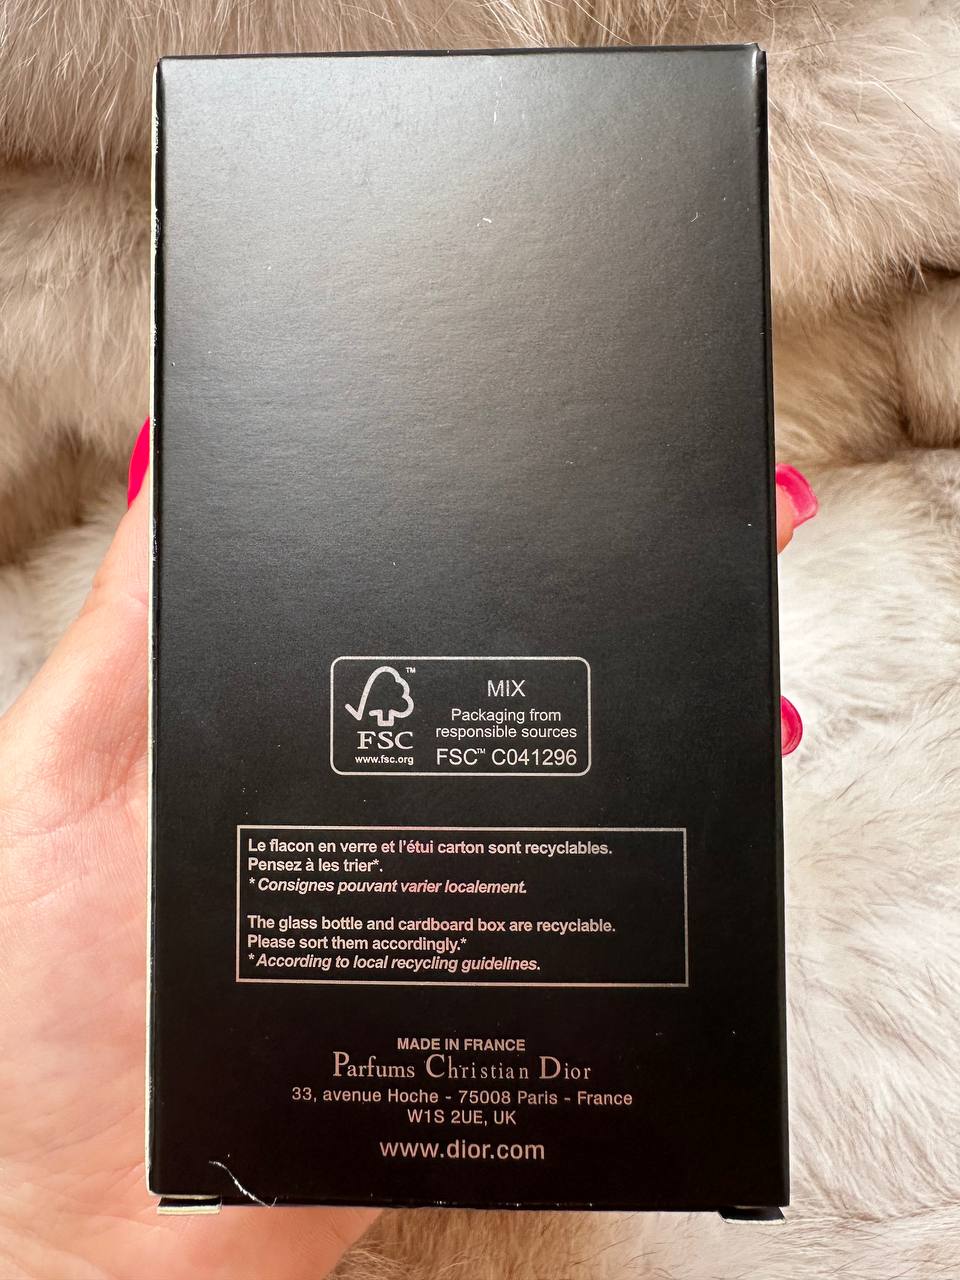 ™
FSC
www.fsc.org
MIX
Packaging from
responsible sources
FSC™ C041296
Le flacon en verre et l'étui carton sont recyclables.
Pensez à les trier*.
* Consignes pouvant varier localement.
The glass bottle and cardboard box are recyclable.
Please sort them accordingly.*
* According to local recycling guidelines.
MADE IN FRANCE
Parfums Christian Dior
33, avenue Hoche - 75008 Paris - France
W1S 2UE, UK
www.dior.com